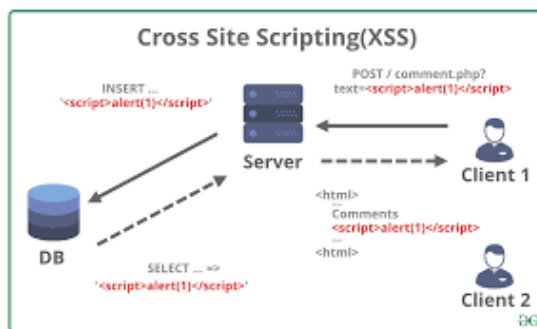 Cross Site Scripting(XSS)
INSERT ...
'<script>alert(1)</script>'
POST / comment.php?
text=<script>alert(1)</script>
Server
Client 1
<html>
...
Comments
<script>alert(1)</script>
...
<html>
DB
SELECT ... =>
'<script>alert(1)</script>'
Client 2